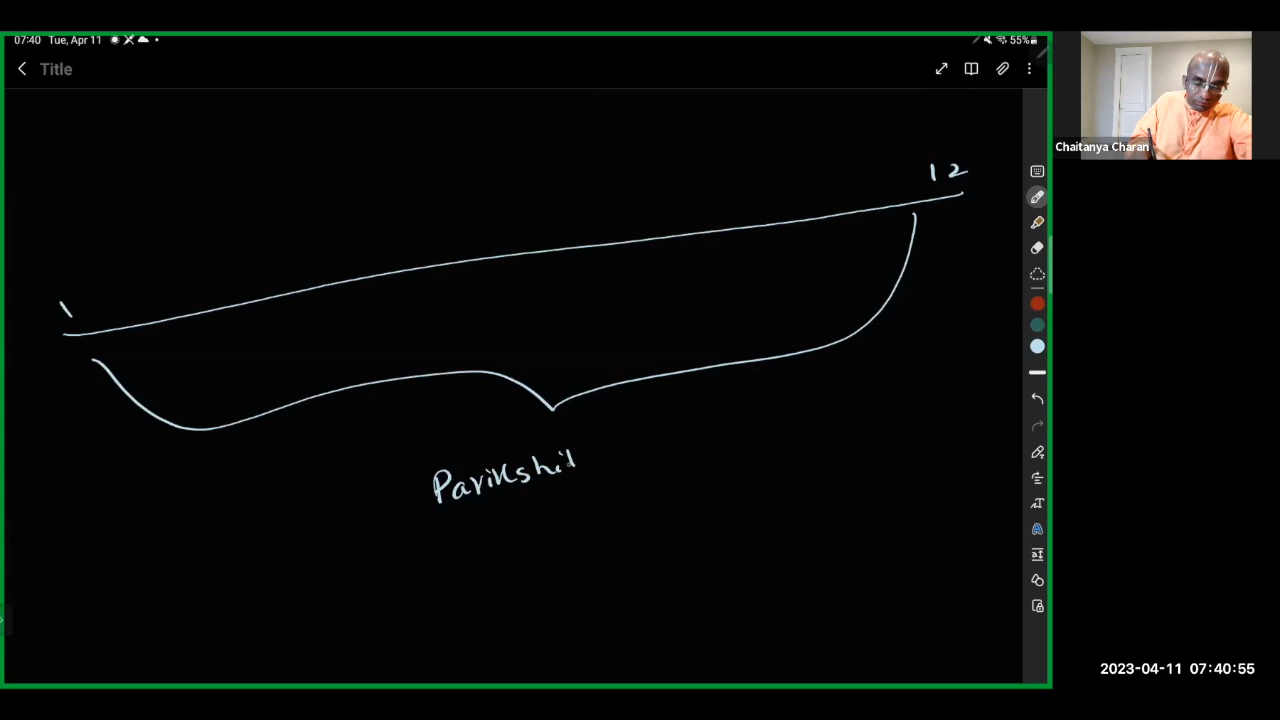 07:40 Tue, Apr 11
55%
Title
Chaitanya Charan
12
1
Parikshit
2023-04-11 07:40:55